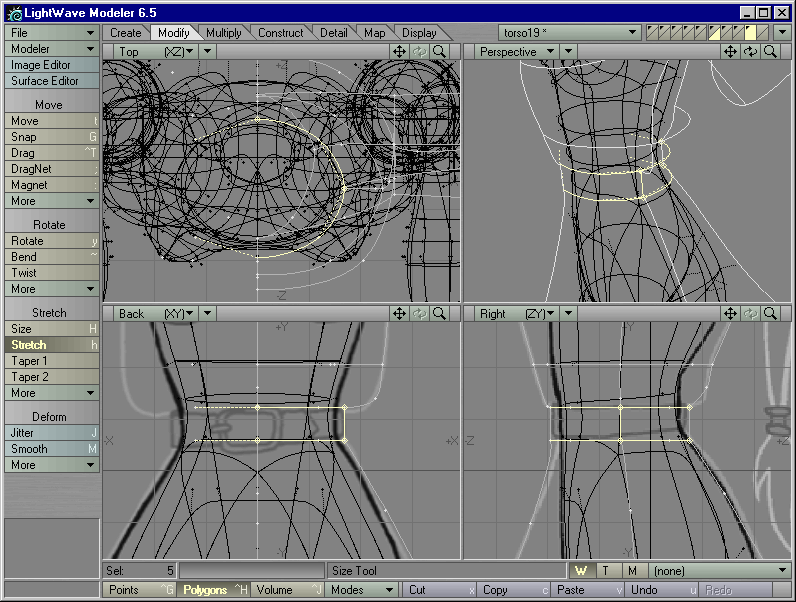 LightWave Modeler 6.5
File
Modeler
Image Editor
Surface Editor
Move
Move t
Snap G
Drag ^T
DragNet ;
Magnet :
More
Rotate
Rotate y
Bend ~
Twist
More
Stretch
Size H
Stretch h
Taper 1
Taper 2
More
Deform
Jitter J
Smooth M
More
Create Modify Multiply Construct Detail Map Display torso19 *
Top (XZ)
+Z
-Z
Perspective
Back (XY)
+Y
-X +X
-Y
Right (ZY)
+Y
-Z +Z
-Y
Sel: 5 Size Tool W T M (none)
Points ^G Polygons ^H Volume ^J Modes Cut x Copy c Paste v Undo u Redo